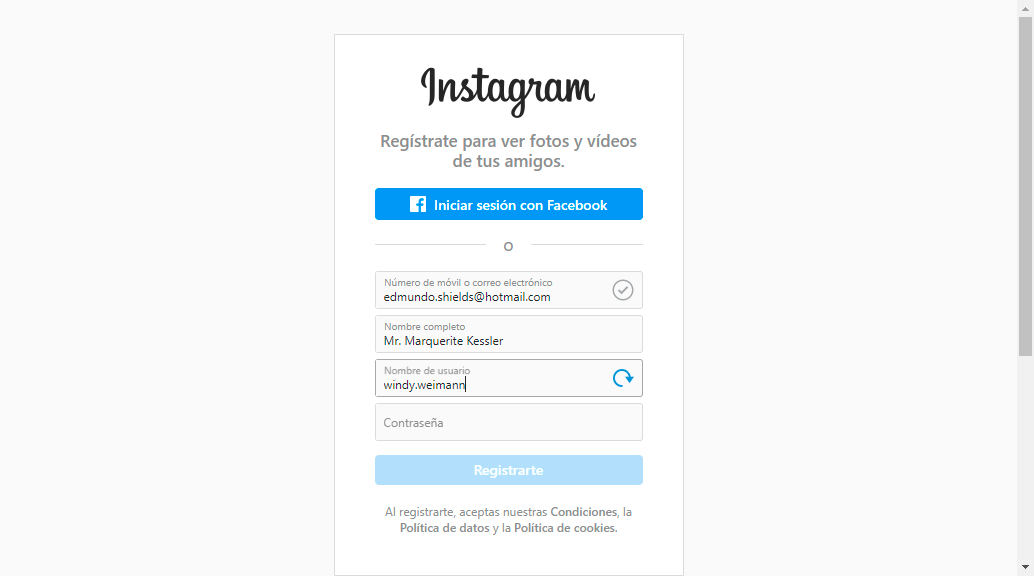 Instagram
Regístrate para ver fotos y vídeos
de tus amigos.
Iniciar sesión con Facebook
O
Número de móvil o correo electrónico
edmundo.shields@hotmail.com
Nombre completo
Mr. Marquerite Kessler
Nombre de usuario
windy.weimann
Contraseña
Registrarte
Al registrarte, aceptas nuestras Condiciones, la
Política de datos y la Política de cookies.